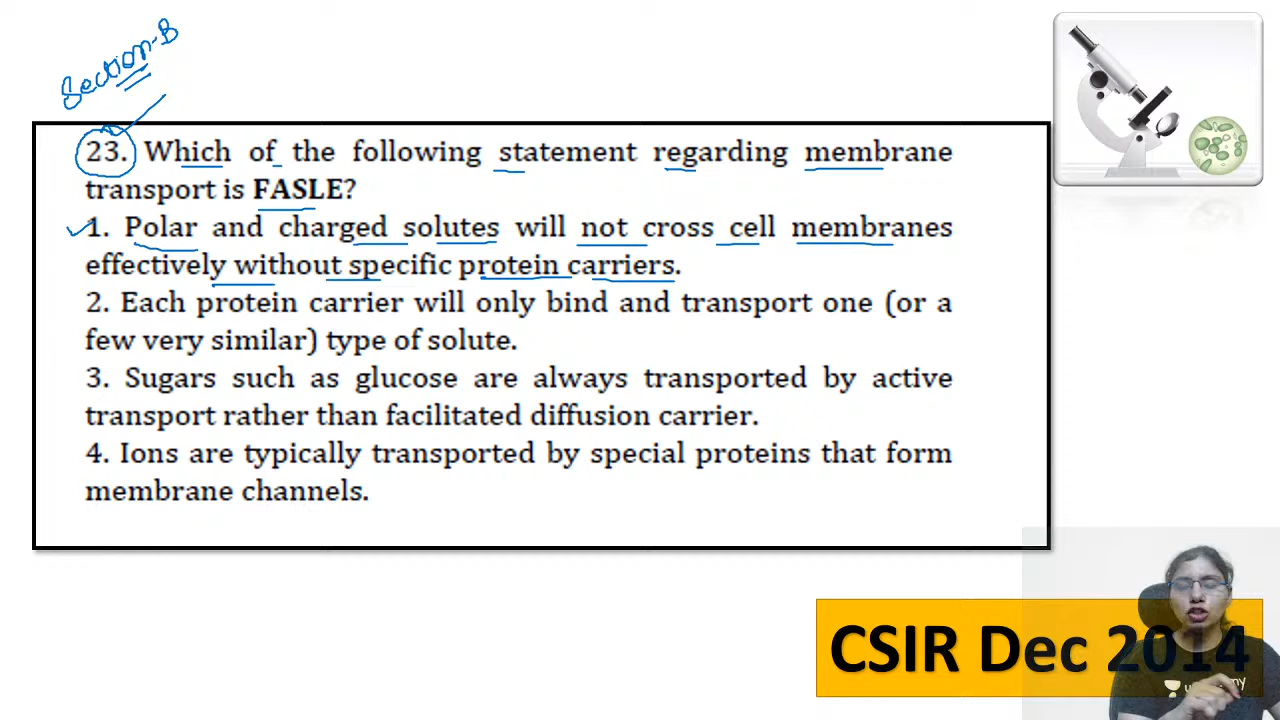 Section-B
23. Which of the following statement regarding membrane
transport is FASLE?
1. Polar and charged solutes will not cross cell membranes
effectively without specific protein carriers.
2. Each protein carrier will only bind and transport one (or a
few very similar) type of solute.
3. Sugars such as glucose are always transported by active
transport rather than facilitated diffusion carrier.
4. Ions are typically transported by special proteins that form
membrane channels.
CSIR Dec 2014